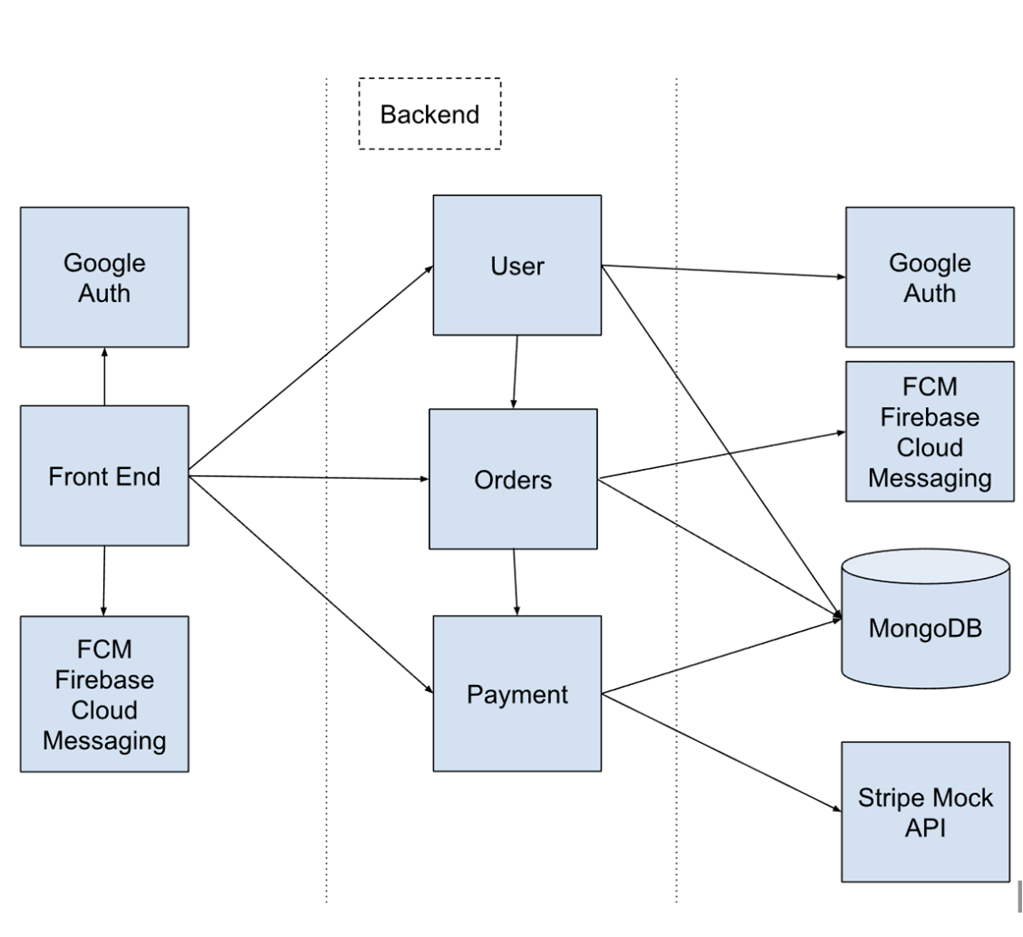 Backend
Google
Auth
Front End
FCM
Firebase
Cloud
Messaging
User
Orders
Payment
Google
Auth
FCM
Firebase
Cloud
Messaging
MongoDB
Stripe Mock
API